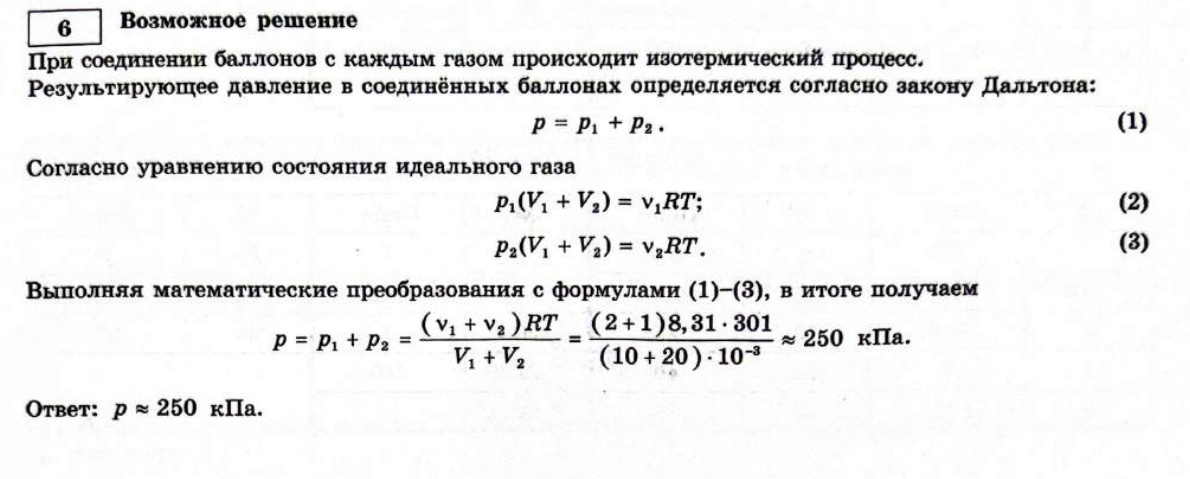 6 Возможное решение
При соединении баллонов с каждым газом происходит изотермический процесс.
Результирующее давление в соединённых баллонах определяется согласно закону Дальтона:
p = p₁ + p₂. (1)
Согласно уравнению состояния идеального газа
p₁(V₁ + V₂) = ν₁RT; (2)
p₂(V₁ + V₂) = ν₂RT. (3)
Выполняя математические преобразования с формулами (1)–(3), в итоге получаем
p = p₁ + p₂ = (ν₁ + ν₂)RT / V₁ + V₂ = (2 + 1)8,31 · 301 / (10 + 20) · 10⁻³ ≈ 250 кПа.
Ответ: p ≈ 250 кПа.